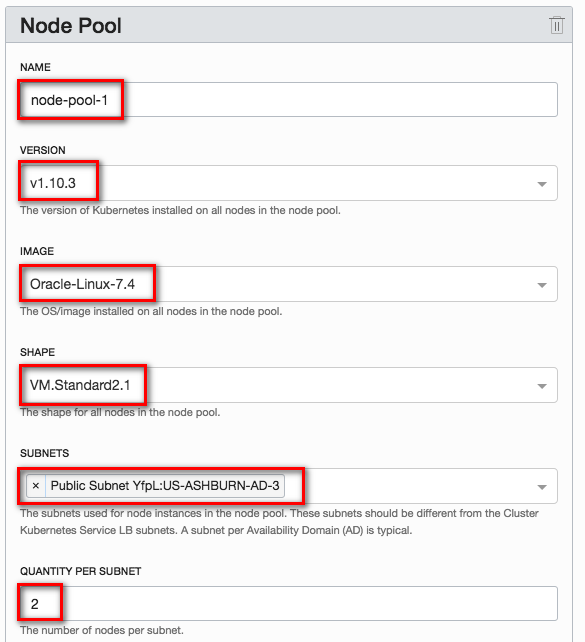 Node Pool
NAME
node-pool-1
VERSION
v1.10.3
The version of Kubernetes installed on all nodes in the node pool.
IMAGE
Oracle-Linux-7.4
The OS/image installed on all nodes in the node pool.
SHAPE
VM.Standard2.1
The shape for all nodes in the node pool.
SUBNETS
× Public Subnet YfpL:US-ASHBURN-AD-3
The subnets used for node instances in the node pool. These subnets should be different from the Cluster
Kubernetes Service LB subnets. A subnet per Availability Domain (AD) is typical.
QUANTITY PER SUBNET
2
The number of nodes per subnet.